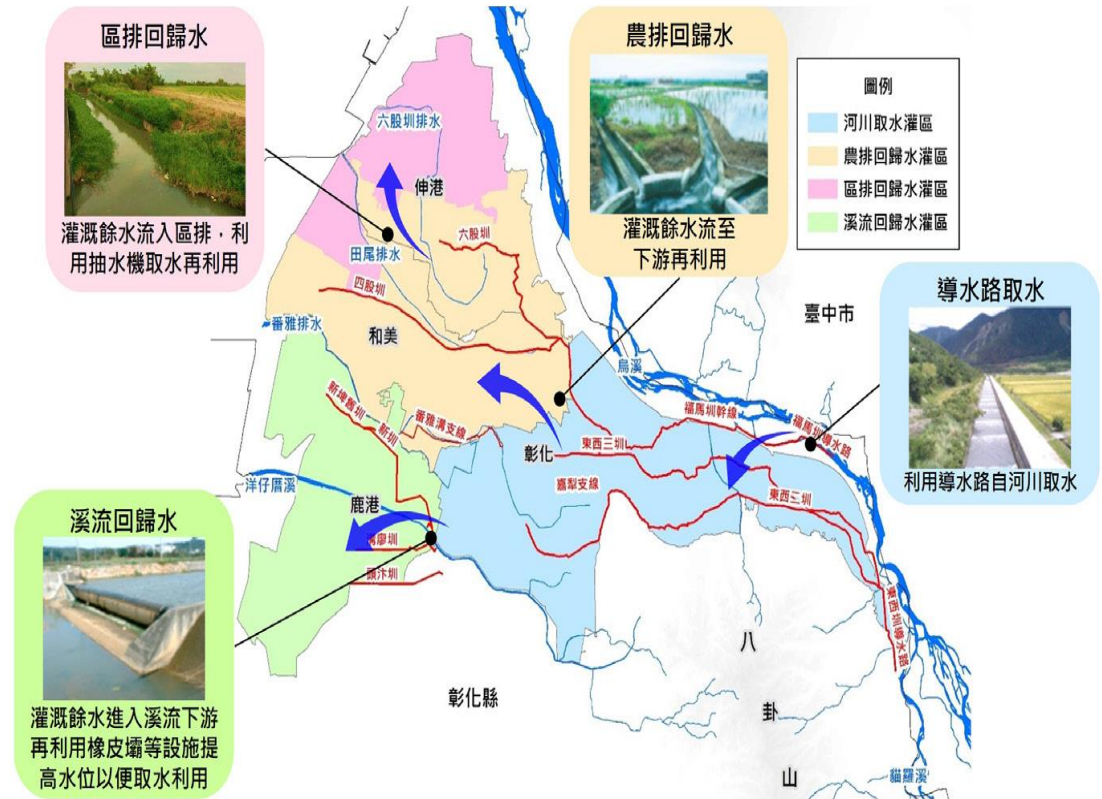 區排回歸水
灌溉餘水流入區排，利
用抽水機取水再利用
農排回歸水
灌溉餘水流至
下游再利用
圖例
河川取水灌區
農排回歸水灌區
區排回歸水灌區
溪流回歸水灌區
導水路取水
利用導水路自河川取水
溪流回歸水
灌溉餘水進入溪流下游
再利用橡皮壩等設施提
高水位以便取水利用
六股圳排水
伸港
六股圳
田尾排水
四股圳
番雅排水
和美
臺中市
烏溪
新埤舊圳
新圳
番雅溝支線
福馬圳幹線
福馬圳導水路
東西三圳
彰化
嘉犁支線
東西二圳
洋仔厝溪
鹿港
廖圳
頭汴圳
東西圳導水路
彰化縣
八
卦
山
貓羅溪